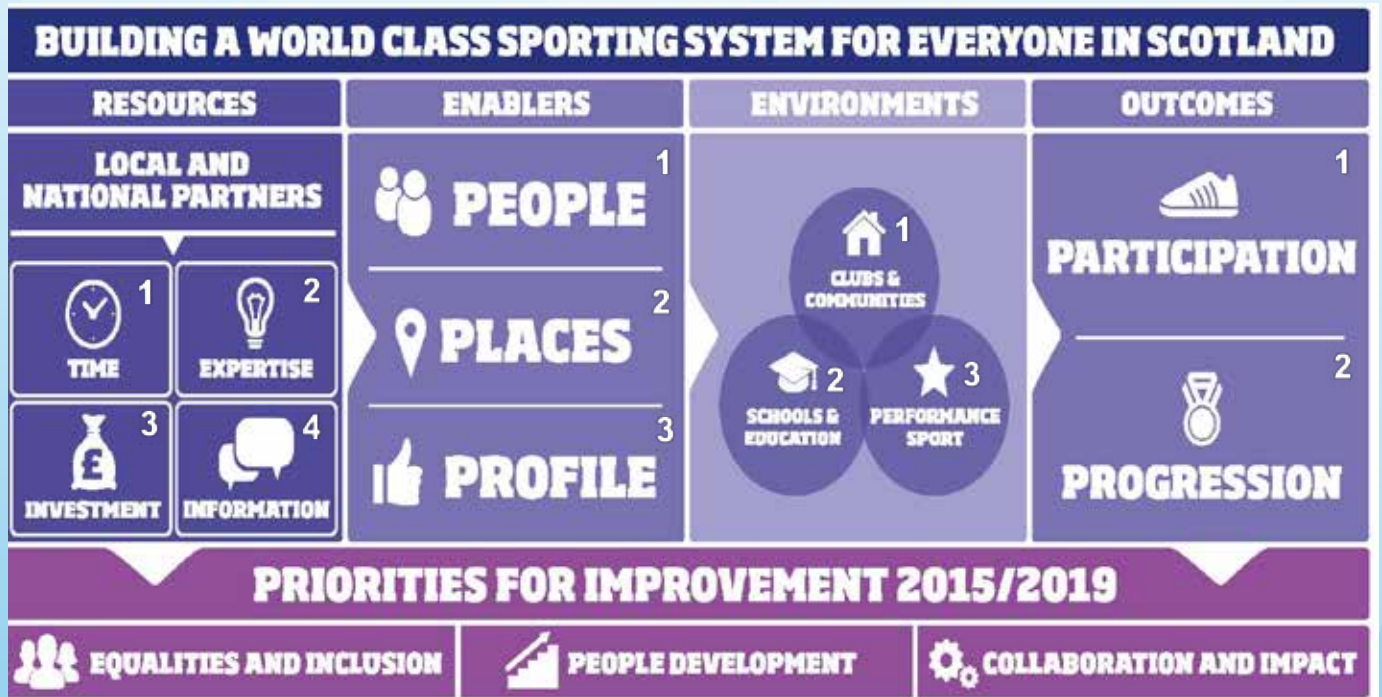 BUILDING A WORLD CLASS SPORTING SYSTEM FOR EVERYONE IN SCOTLAND
RESOURCES
LOCAL AND
NATIONAL PARTNERS
1
TIME
2
EXPERTISE
3
£
INVESTMENT
4
INFORMATION
ENABLERS
1
PEOPLE
2
PLACES
3
PROFILE
ENVIRONMENTS
1
CLUBS &
COMMUNITIES
2
SCHOOLS &
EDUCATION
3
PERFORMANCE
SPORT
OUTCOMES
1
PARTICIPATION
2
PROGRESSION
PRIORITIES FOR IMPROVEMENT 2015/2019
EQUALITIES AND INCLUSION
PEOPLE DEVELOPMENT
COLLABORATION AND IMPACT